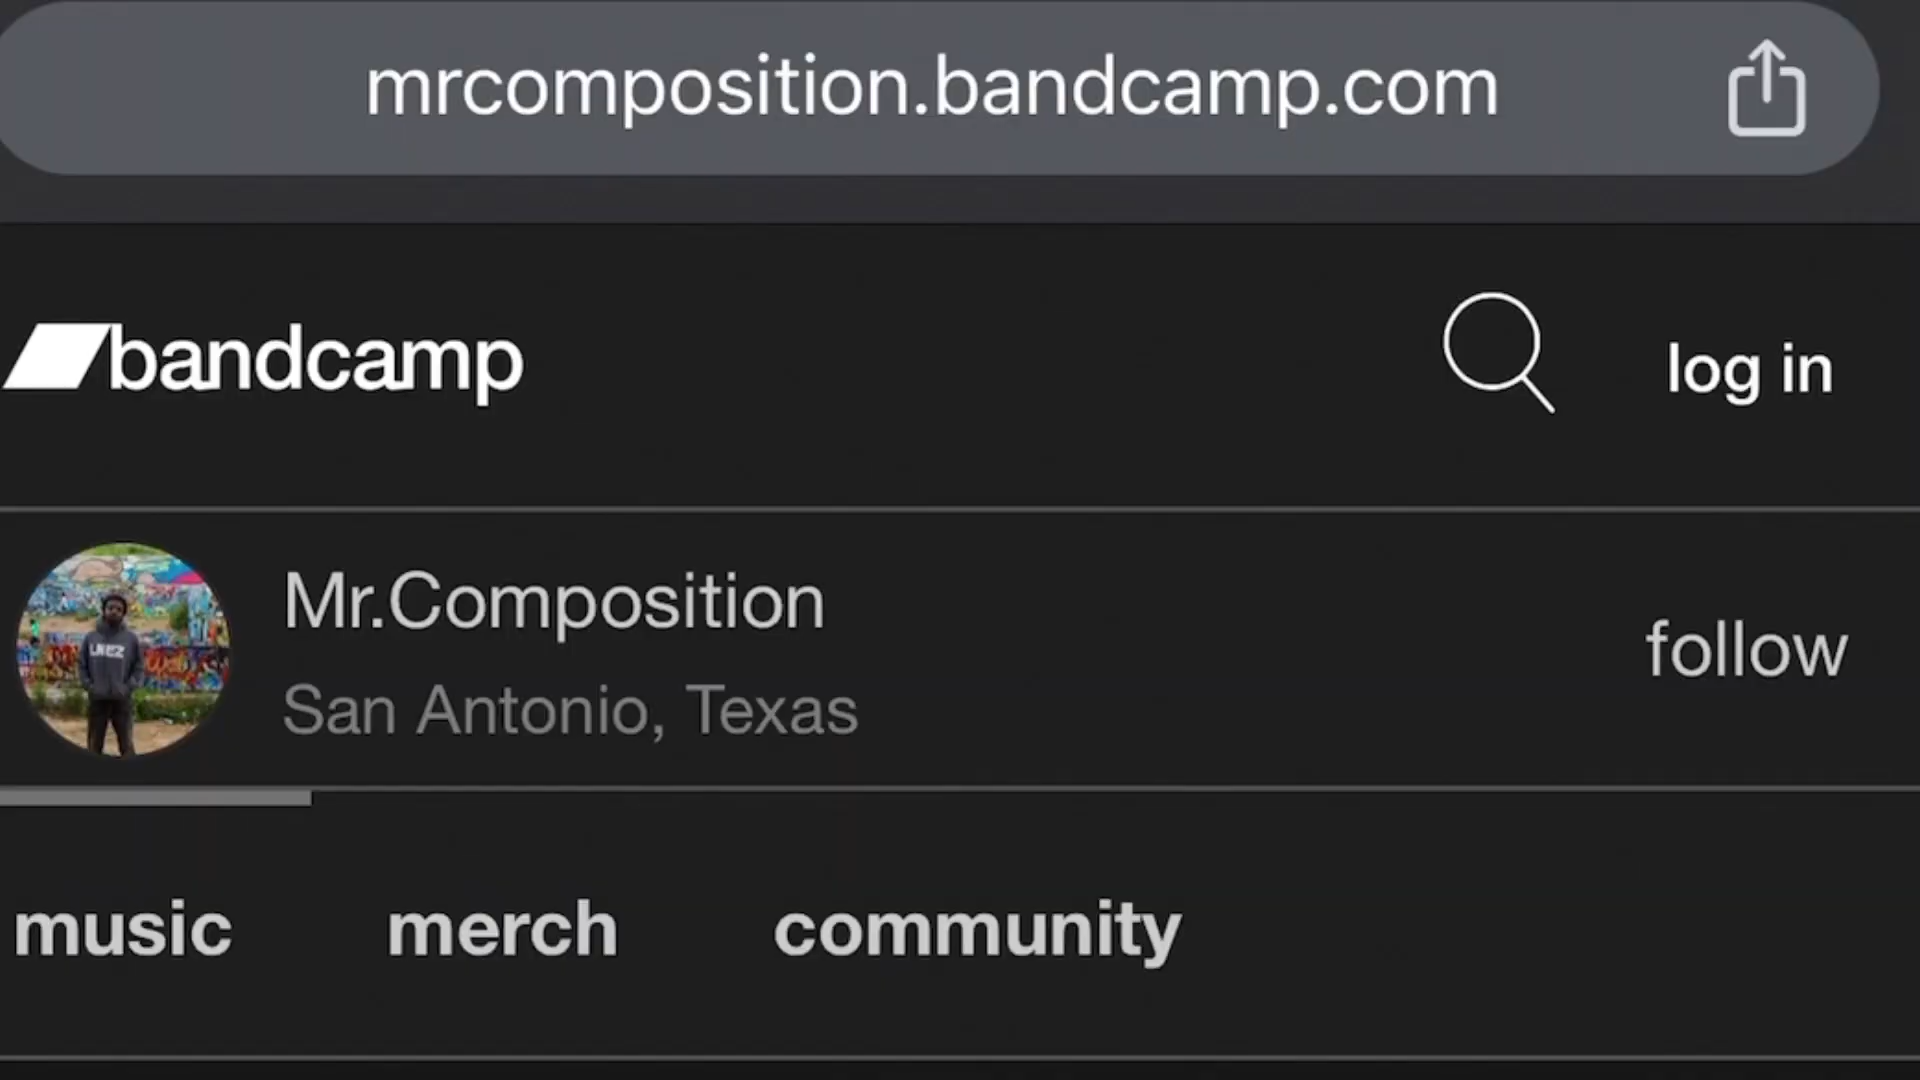 mrcomposition.bandcamp.com
bandcamp
log in
Mr.Composition
San Antonio, Texas
follow
music
merch
community